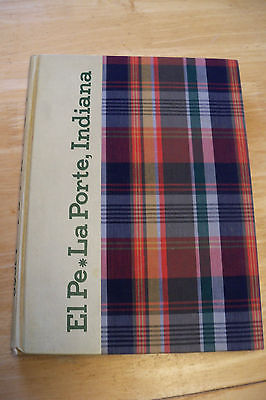 El Pe*La Porte, Indiana